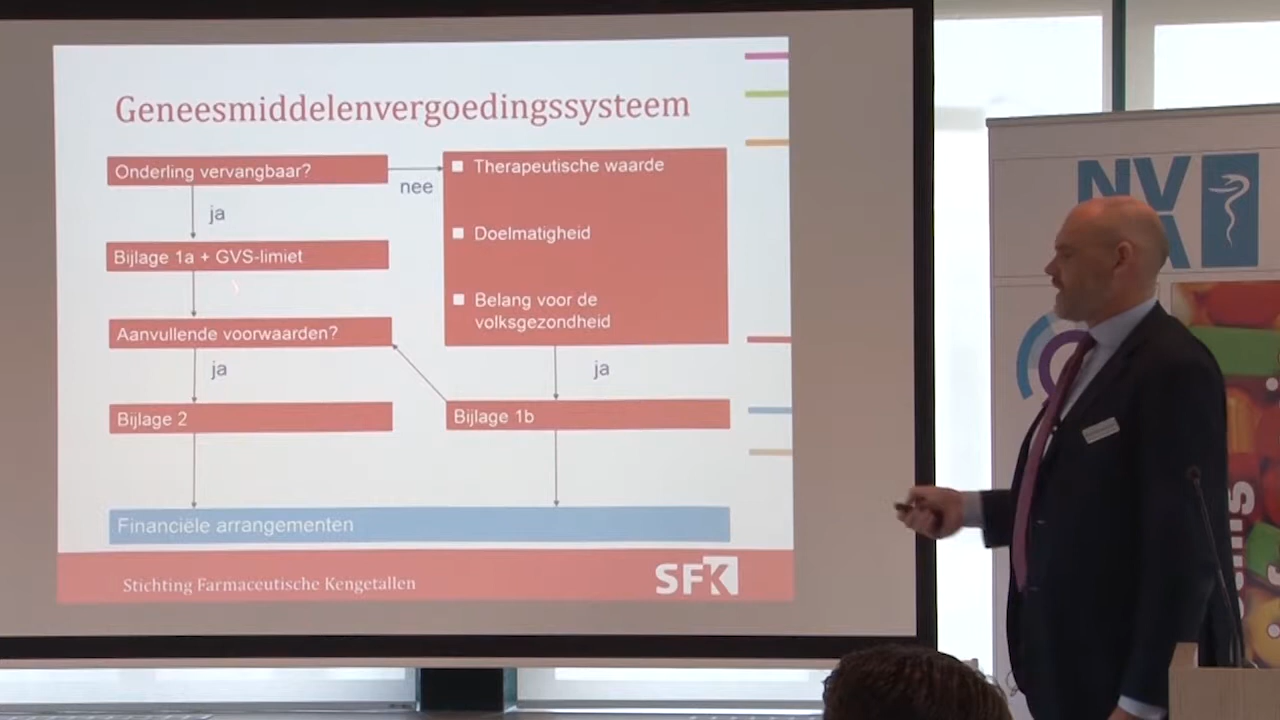 Geneesmiddelenvergoedingssysteem
Onderling vervangbaar?
nee
Therapeutische waarde
ja
Doelmatigheid
Bijlage 1a + GVS-limiet
Belang voor de
volksgezondheid
Aanvullende voorwaarden?
ja
ja
Bijlage 2
Bijlage 1b
Financiële arrangementen
Stichting Farmaceutische Kengetallen
SFK